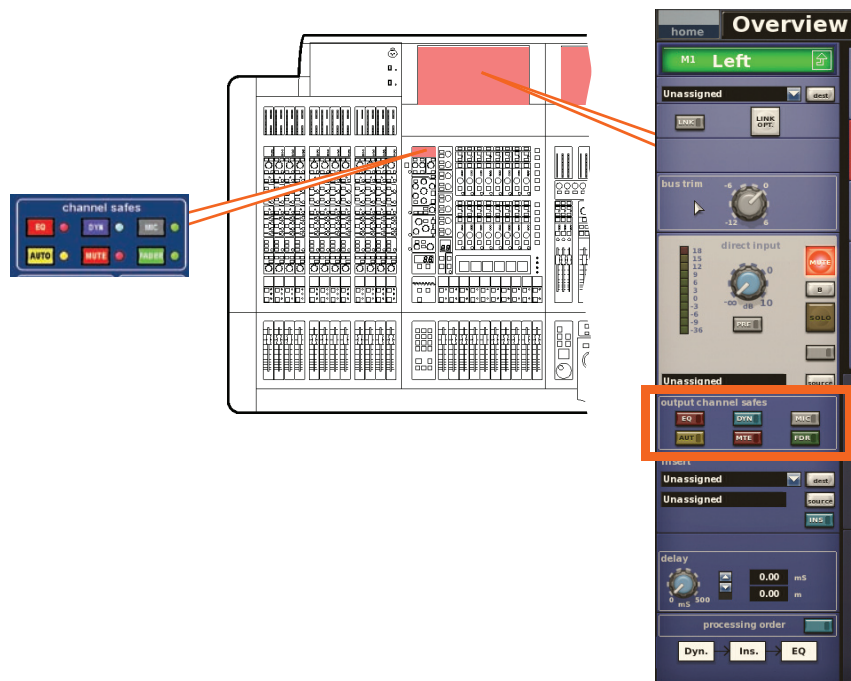 channel safes
EQ DYN MIC
AUTO MUTE FADER
home Overview
M1 Left
Unassigned dest
LNK LINK OPT.
bus trim
-6 0
-12 6
direct input
18
15
12
9
6
3
0
-3
-6
-9
-36
0
-∞ dB 10
MUTE
B
SOLO
PRE
Unassigned source
output channel safes
EQ DYN MIC
AUT MTE FDR
insert
Unassigned dest
Unassigned source
INS
delay
0 mS 500
0.00 mS
0.00 m
processing order
Dyn. Ins. EQ